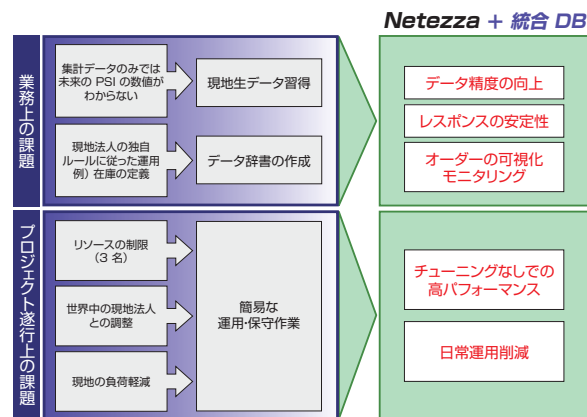 Netezza + 統合 DB
業務上の課題
集計データのみでは
未来の PSI の数値が
わからない
現地生データ習得
現地法人の独自
ルールに従った運用
例）在庫の定義
データ辞書の作成
データ精度の向上
レスポンスの安定性
オーダーの可視化
モニタリング
プロジェクト遂行上の課題
リソースの制限
（3 名）
世界中の現地法人
との調整
現地の負荷軽減
簡易な
運用・保守作業
チューニングなしでの
高パフォーマンス
日常運用削減